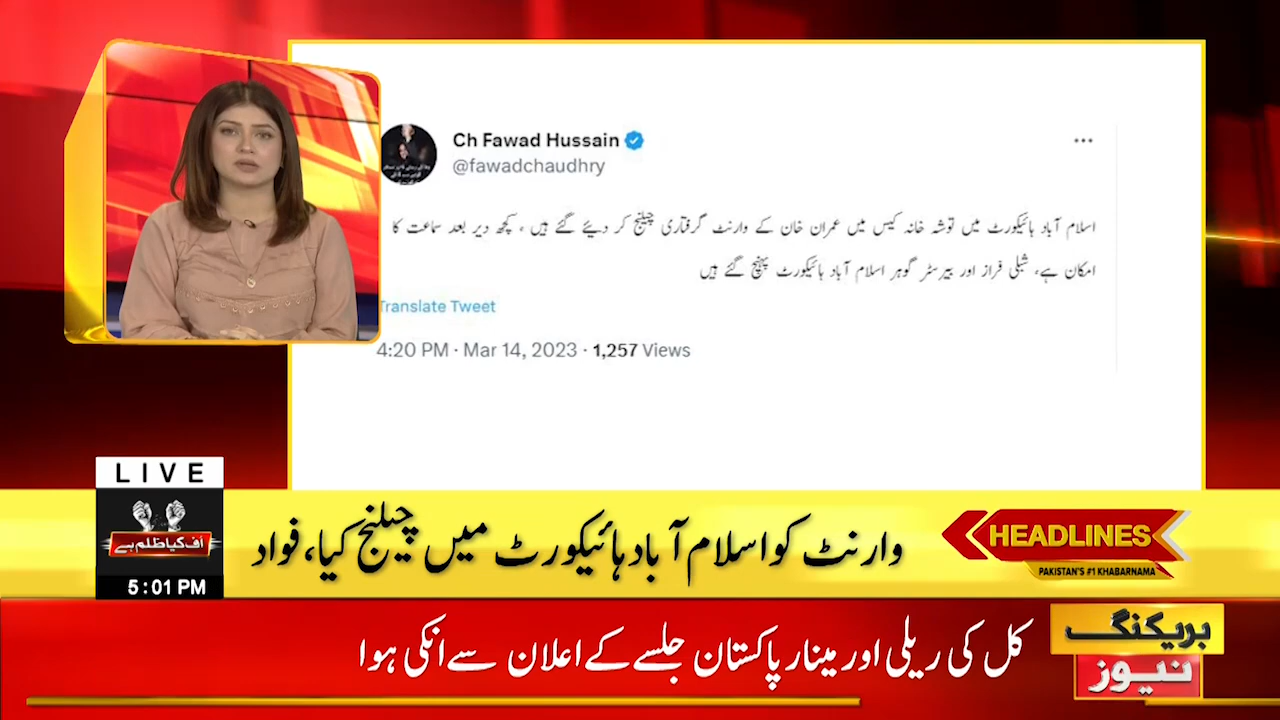 Ch Fawad Hussain
@fawadchaudhry
اسلام آباد ہائیکورٹ میں توشہ خانہ کیس میں عمران خان کے وارنٹ گرفتاری چیلنج کر دیئے گئے ہیں ، کچھ دیر بعد سماعت کا
امکان ہے، شبلی فراز اور بیرسٹر گوہر اسلام آباد ہائیکورٹ پہنچ گئے ہیں
Translate Tweet
4:20 PM · Mar 14, 2023 · 1,257 Views
LIVE
اُف کیا ظلم ہے
5:01 PM
وارنٹ کو اسلام آباد ہائیکورٹ میں چیلنج کیا، فواد
HEADLINES
PAKISTAN'S #1 KHABARNAMA
کل کی ریلی اور مینار پاکستان جلسے کے اعلان سے انکی ہوا
بریکنگ
نیوز